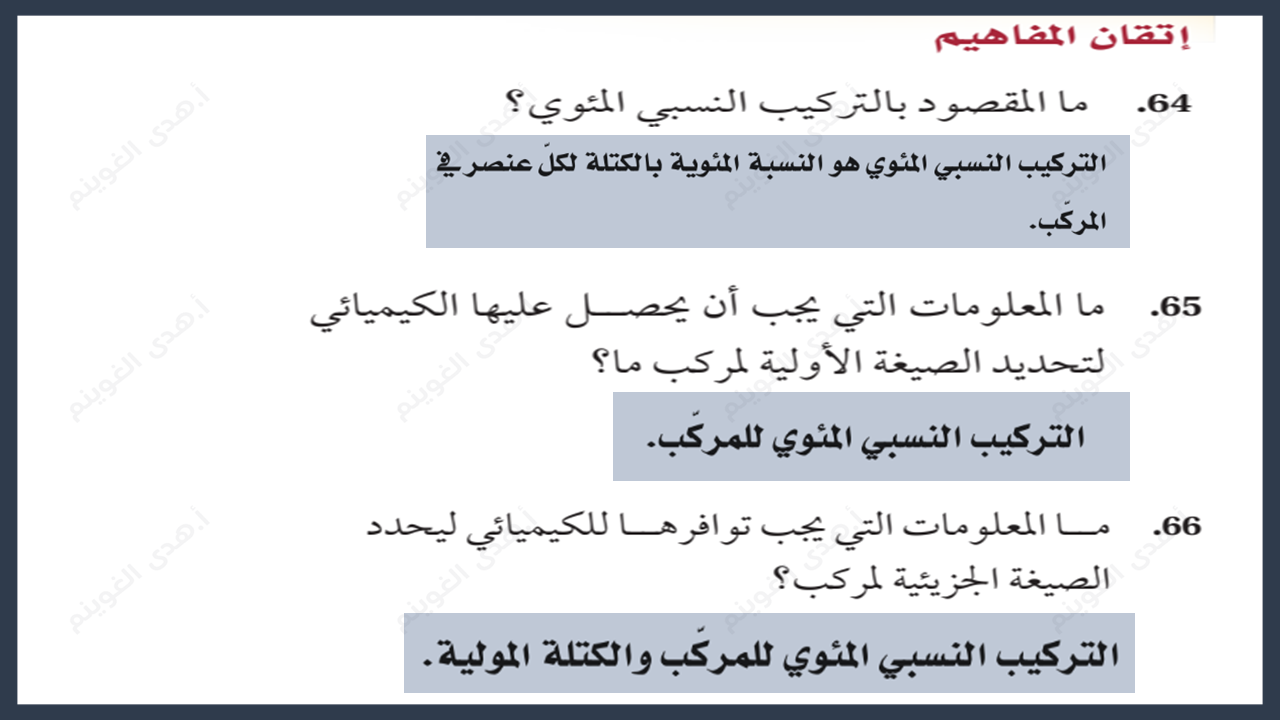 إتقان المفاهيم
64. ما المقصود بالتركيب النسبي المئوي؟
التركيب النسبي المئوي هو النسبة المئوية بالكتلة لكلّ عنصر في
المركّب.
65. ما المعلومات التي يجب أن يحصل عليها الكيميائي
لتحديد الصيغة الأولية لمركب ما؟
التركيب النسبي المئوي للمركّب.
66. ما المعلومات التي يجب توافرها للكيميائي ليحدد
الصيغة الجزيئية لمركب؟
التركيب النسبي المئوي للمركّب والكتلة المولية.
أ.هدى الغوينم